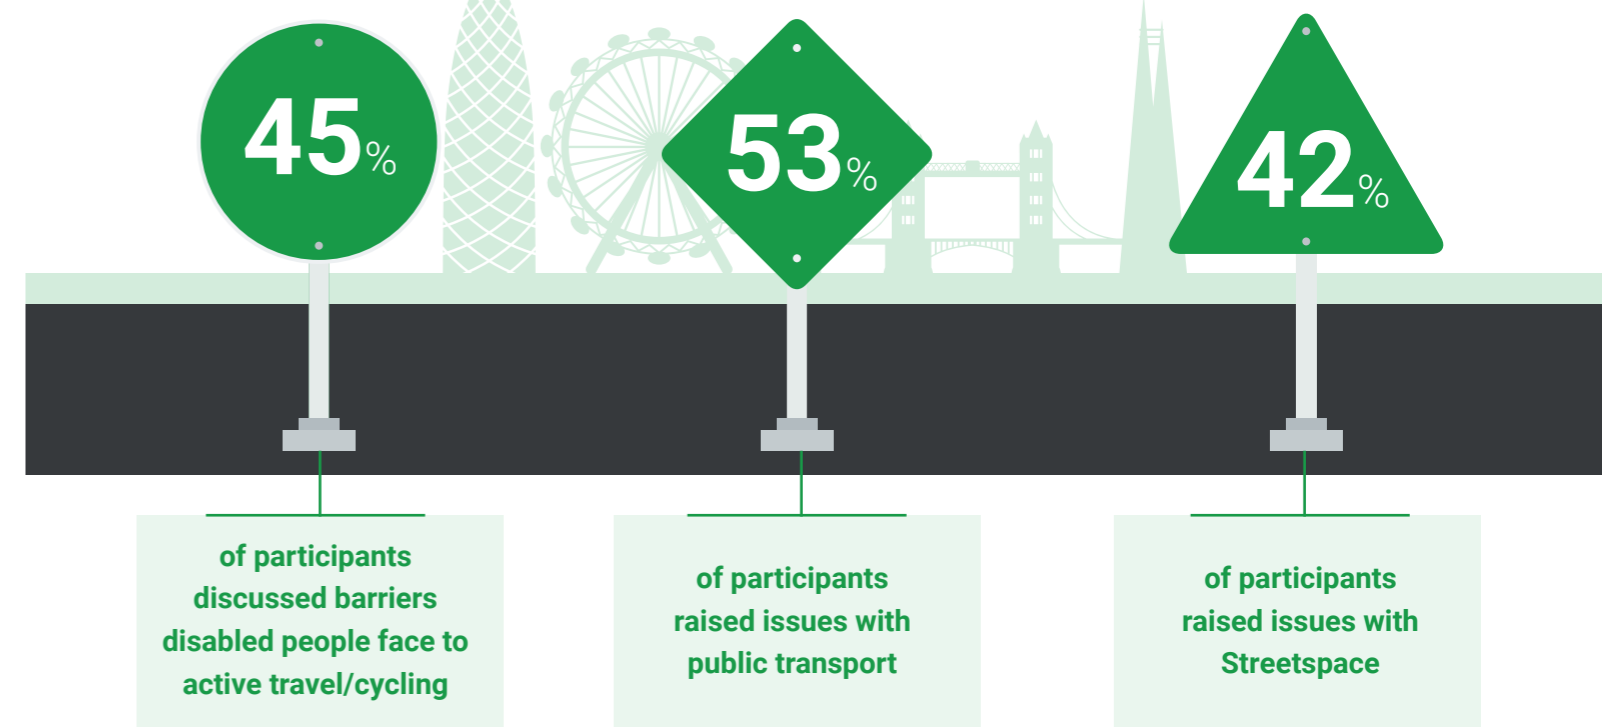 45%
of participants
discussed barriers
disabled people face to
active travel/cycling
53%
of participants
raised issues with
public transport
42%
of participants
raised issues with
Streetspace